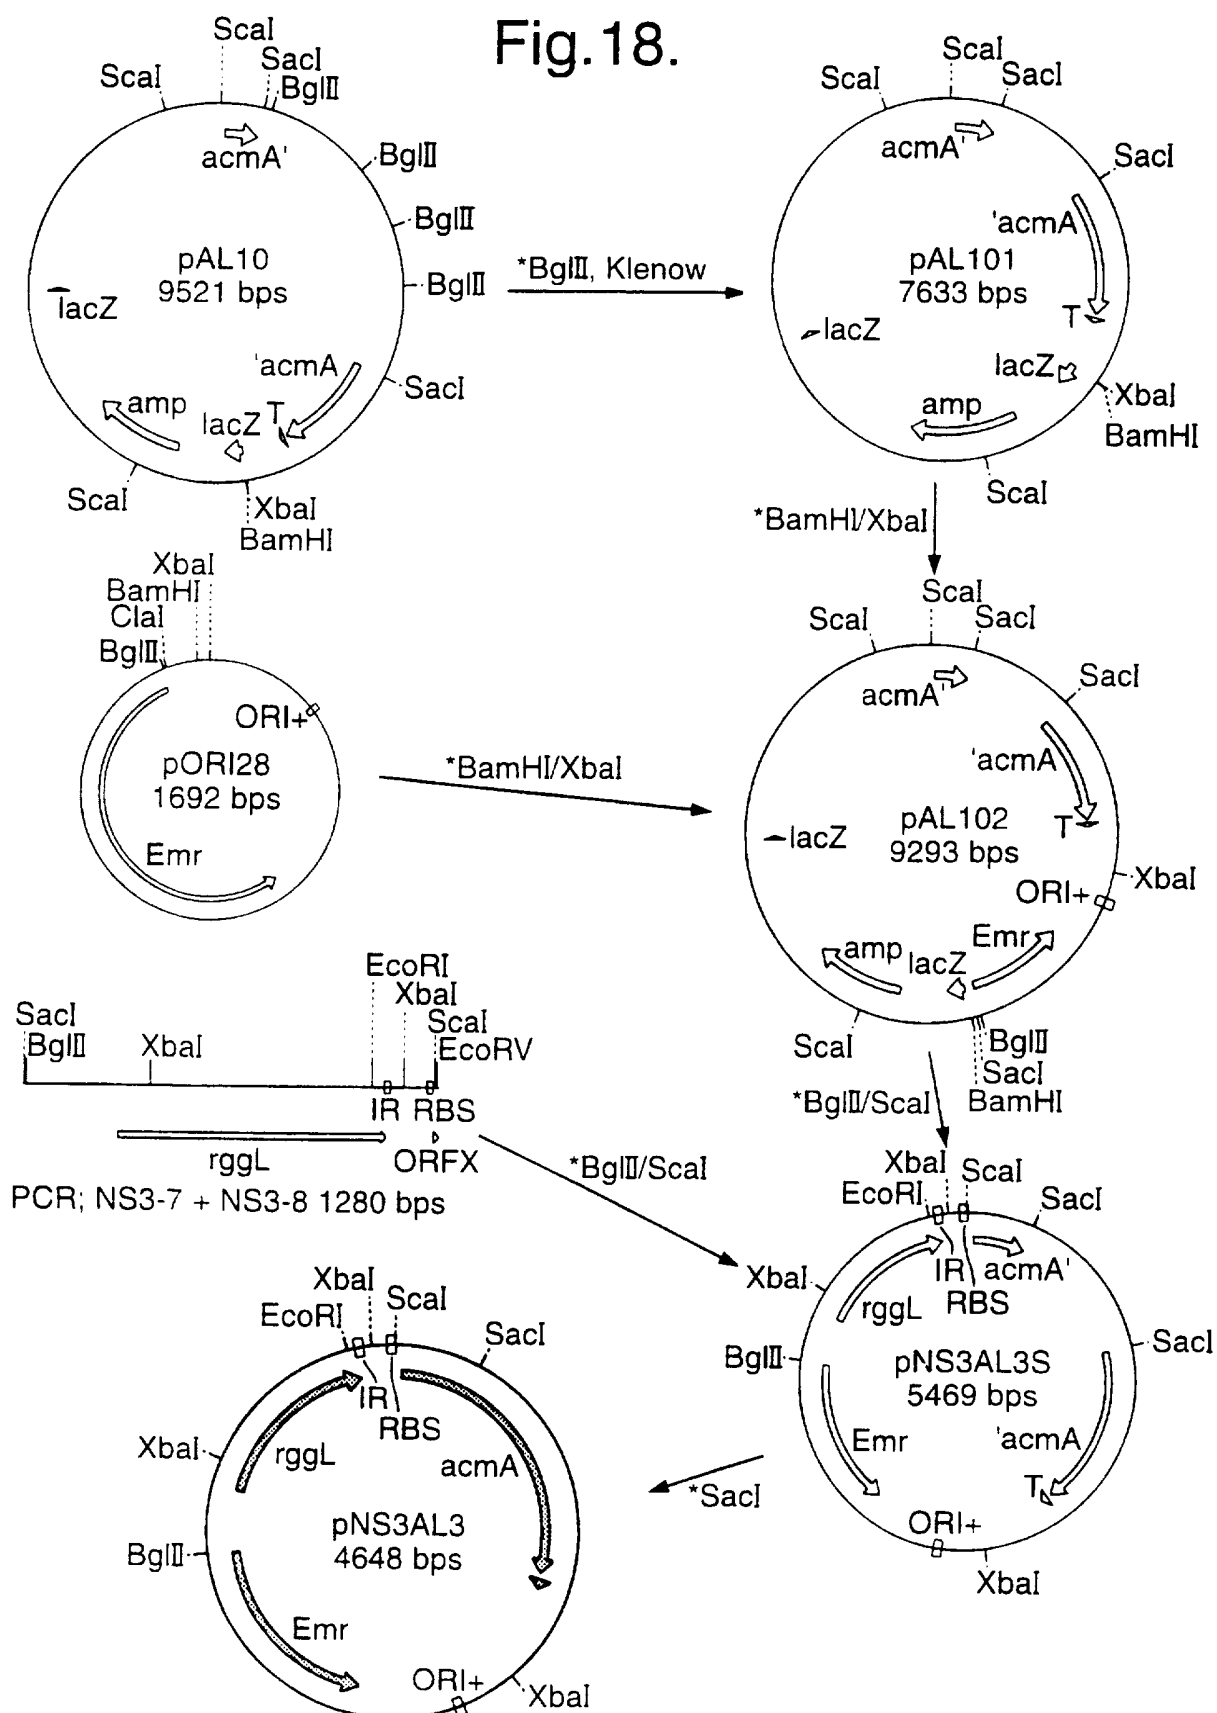 Fig.18.
ScaI
ScaI
SacI
BglII
acmA'
BglII
BglII
BglII
pAL10
9521 bps
lacZ
'acmA
SacI
T
lacZ
amp
ScaI
XbaI
BamHI
*BglII, Klenow
ScaI
ScaI
SacI
acmA'
SacI
'acmA
pAL101
7633 bps
T
lacZ
lacZ
XbaI
BamHI
amp
ScaI
*BamHI/XbaI
XbaI
BamHI
ClaI
BglII
ORI+
pORI28
1692 bps
Emr
*BamHI/XbaI
ScaI
ScaI
SacI
acmA'
SacI
'acmA
pAL102
9293 bps
T
lacZ
XbaI
ORI+
Emr
amp
lacZ
ScaI
BglII
SacI
BamHI
*BglII/ScaI
EcoRI
XbaI
ScaI
EcoRV
SacI
BglII
XbaI
IR RBS
rggL
ORFX
PCR; NS3-7 + NS3-8 1280 bps
*BglII/ScaI
XbaI
ScaI
EcoRI
SacI
XbaI
IR
acmA'
RBS
rggL
BglII
SacI
pNS3AL3S
5469 bps
Emr
'acmA
T
ORI+
XbaI
*SacI
XbaI
ScaI
EcoRI
SacI
IR
RBS
XbaI
rggL
acmA
pNS3AL3
4648 bps
BglII
Emr
ORI+
XbaI